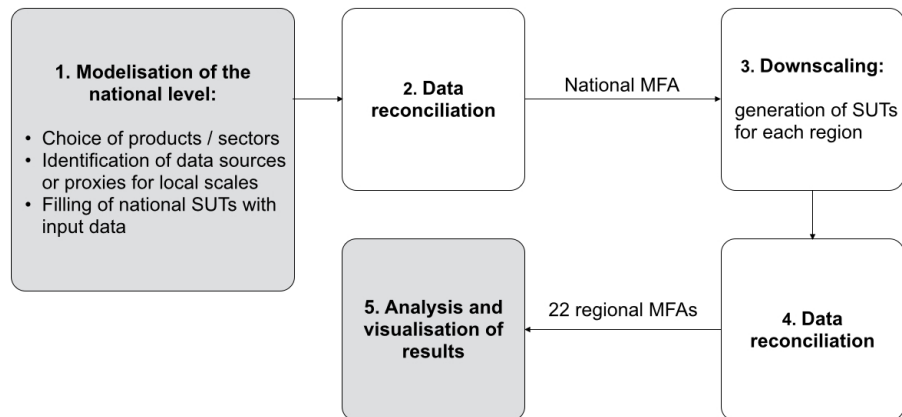 1. Modelisation of the
national level:
• Choice of products / sectors
• Identification of data sources
or proxies for local scales
• Filling of national SUTs with
input data
2. Data
reconciliation
National MFA
3. Downscaling:
generation of SUTs
for each region
4. Data
reconciliation
22 regional MFAs
5. Analysis and
visualisation of
results